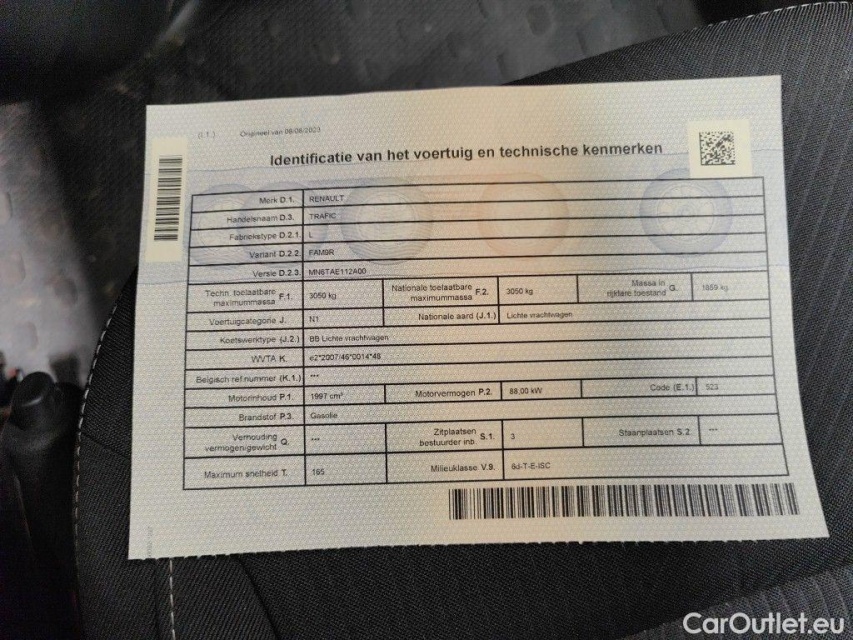 (I.1.) Origineel van 08/08/2023
Identificatie van het voertuig en technische kenmerken
Merk D.1. RENAULT
Handelsnaam D.3. TRAFIC
Fabriekstype D.2.1. L
Variant D.2.2. FAM9R
Versie D.2.3. MN6TAE112A00
Techn. toelaatbare maximummassa F.1. 3050 kg Nationale toelaatbare maximummassa F.2. 3050 kg Massa in rijklare toestand G. 1859 kg
Voertuigcategorie J. N1 Nationale aard (J.1.) Lichte vrachtwagen
Koetswerktype (J.2.) BB Lichte vrachtwagen
WVTA K. e2*2007/46*0014*46
Belgisch ref nummer (K.1.) ---
Motorinhoud P.1. 1997 cm³ Motorvermogen P.2. 88.00 kW Code (E.1.) 523
Brandstof P.3. Gasolie
Verhouding vermogen/gewicht Q. --- Zitplaatsen bestuurder inb. S.1. 3 Staanplaatsen S.2. ---
Maximum snelheid T. 165 Milieuklasse V.9. 6d-T-E-ISC
CarOutlet.eu